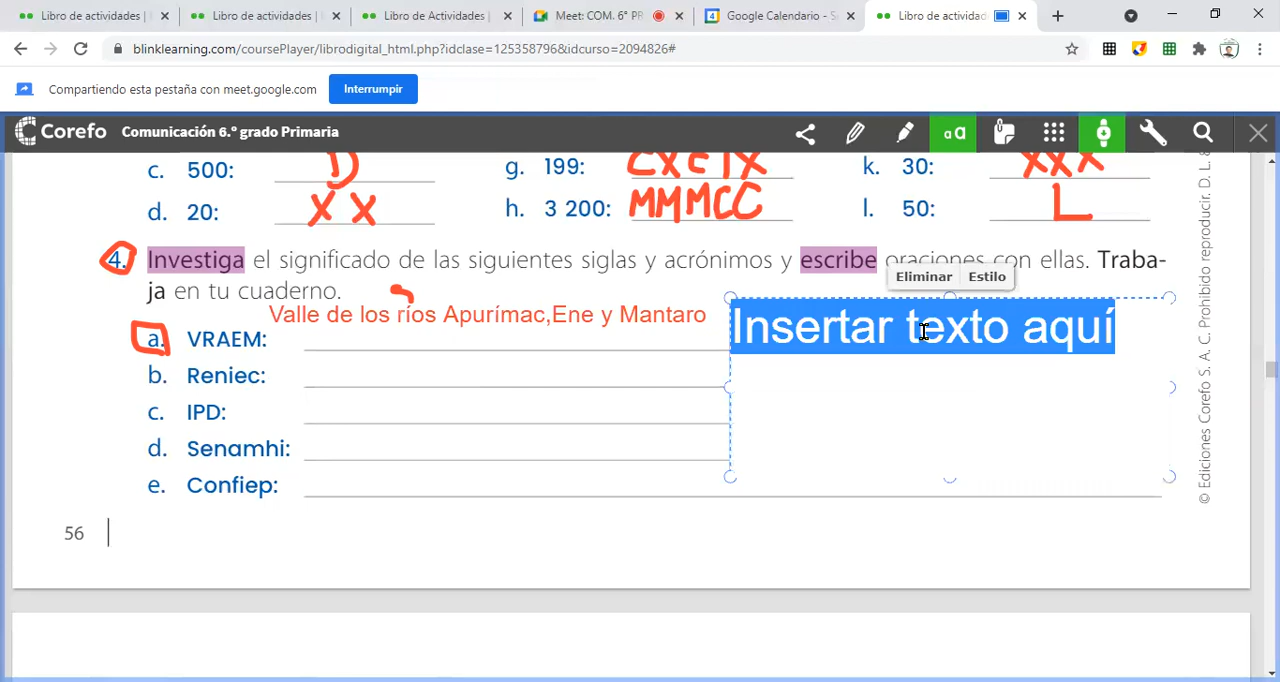 Libro de actividades |
Libro de actividades |
Libro de Actividades |
Meet: COM. 6° PR
Google Calendario - S
Libro de actividad
blinklearning.com/coursePlayer/librodigital_html.php?idclase=125358796&idcurso=2094826#
Compartiendo esta pestaña con meet.google.com
Interrumpir
Corefo
Comunicación 6.º grado Primaria
aa
c. 500: D
g. 199: CXCIX
k. 30: XXX
d. 20: XX
h. 3 200: MMMCC
l. 50: L
4. Investiga el significado de las siguientes siglas y acrónimos y escribe oraciones con ellas. Traba-
ja en tu cuaderno.
Eliminar Estilo
Valle de los ríos Apurímac,Ene y Mantaro
Insertar texto aquí
a. VRAEM:
b. Reniec:
c. IPD:
d. Senamhi:
e. Confiep:
56
© Ediciones Corefo S. A. C. Prohibido reproducir. D. L. 8